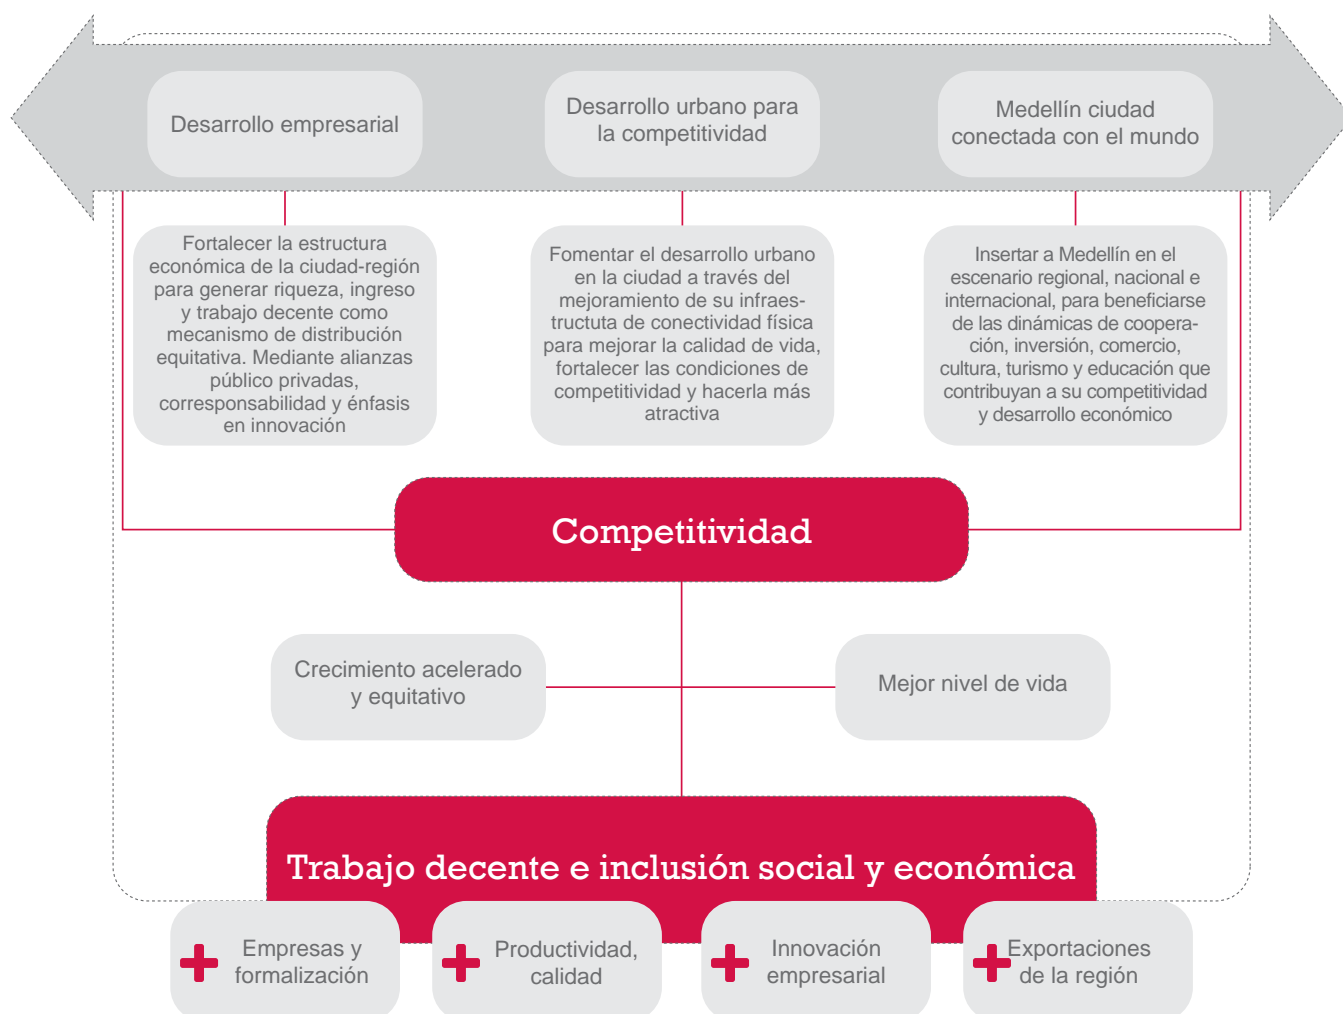 Desarrollo empresarial
Desarrollo urbano para
la competitividad
Medellín ciudad
conectada con el mundo
Fortalecer la estructura
económica de la ciudad-región
para generar riqueza, ingreso
y trabajo decente como
mecanismo de distribución
equitativa. Mediante alianzas
público privadas,
corresponsabilidad y énfasis
en innovación
Fomentar el desarrollo urbano
en la ciudad a través del
mejoramiento de su infraes-
tructuta de conectividad física
para mejorar la calidad de vida,
fortalecer las condiciones de
competitividad y hacerla más
atractiva
Insertar a Medellín en el
escenario regional, nacional e
internacional, para beneficiarse
de las dinámicas de coopera-
ción, inversión, comercio,
cultura, turismo y educación que
contribuyan a su competitividad
y desarrollo económico
Competitividad
Crecimiento acelerado
y equitativo
Mejor nivel de vida
Trabajo decente e inclusión social y económica
Empresas y
formalización
Productividad,
calidad
Innovación
empresarial
Exportaciones
de la región